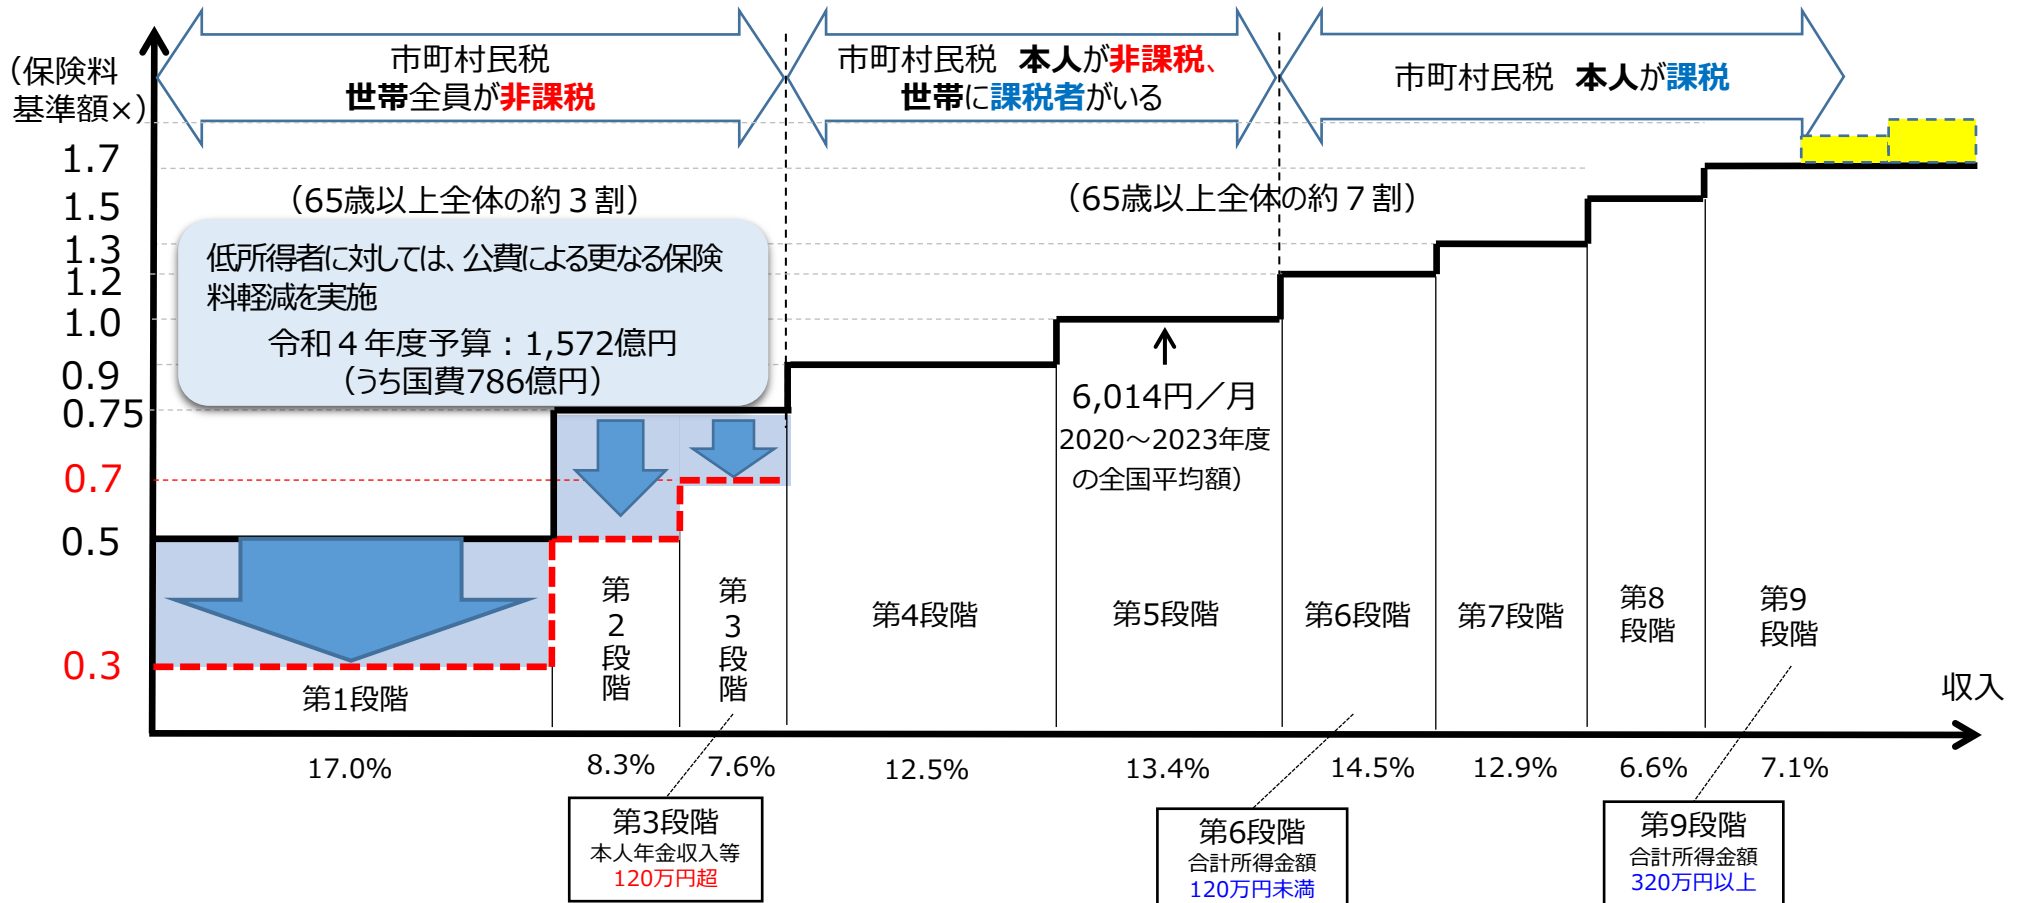 市町村民税
世帯全員が非課税
市町村民税 本人が非課税、
世帯に課税者がいる
市町村民税 本人が課税
（保険料
基準額×）
1.7
1.5
1.3
1.2
1.0
0.9
0.75
0.7
0.5
0.3
（65歳以上全体の約３割）
（65歳以上全体の約７割）
低所得者に対しては、公費による更なる保険
料軽減を実施
令和４年度予算：1,572億円
（うち国費786億円）
6,014円／月
2020～2023年度
の全国平均額）
第1段階
第2段階
第3段階
第4段階
第5段階
第6段階
第7段階
第8
段階
第9
段階
収入
17.0%
8.3%
7.6%
12.5%
13.4%
14.5%
12.9%
6.6%
7.1%
第3段階
本人年金収入等
120万円超
第6段階
合計所得金額
120万円未満
第9段階
合計所得金額
320万円以上